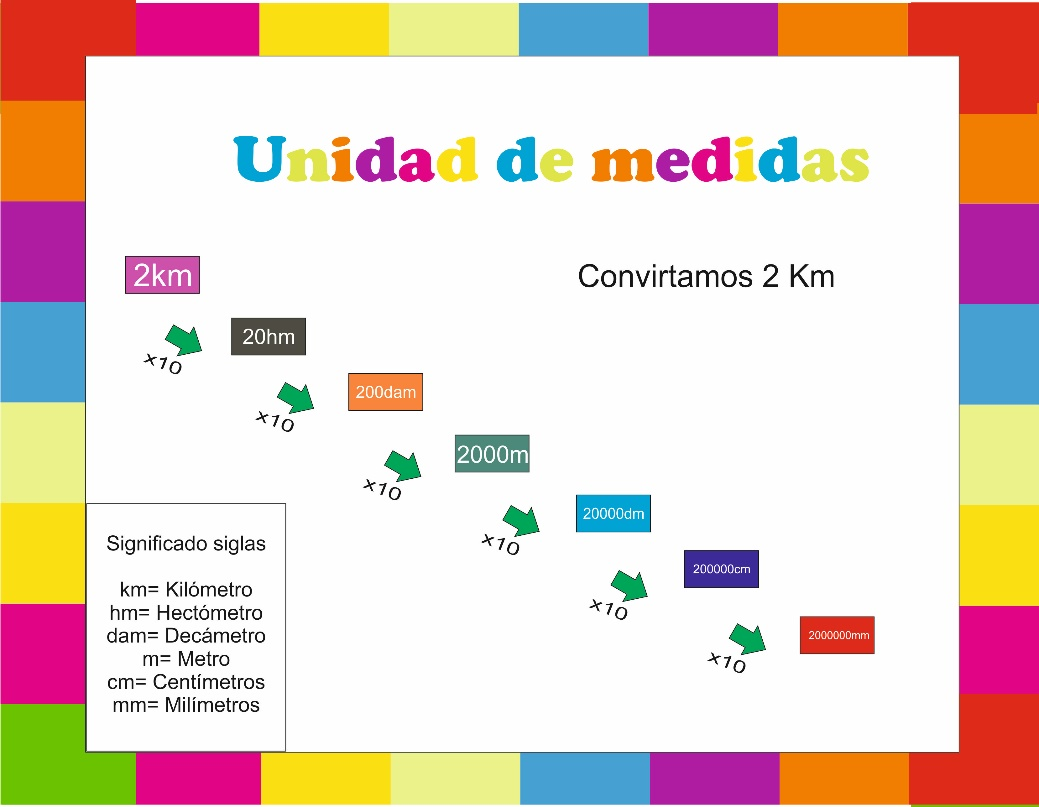 Unidad de medidas
2km
Convirtamos 2 Km
x10
20hm
x10
200dam
x10
2000m
x10
20000dm
x10
200000cm
x10
2000000mm
Significado siglas
km= Kilómetro
hm= Hectómetro
dam= Decámetro
m= Metro
cm= Centímetros
mm= Milímetros